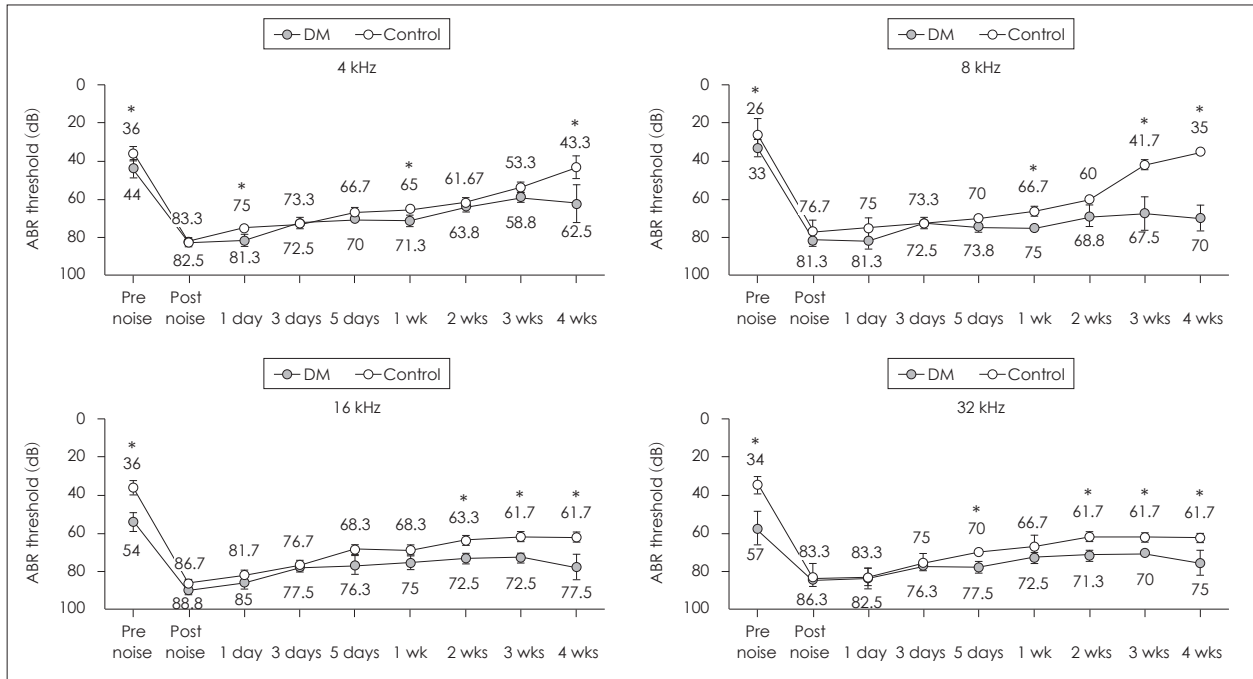 DM Control
4 kHz
ABR threshold (dB)
0
20
40
60
80
100
*
36
44
83.3
82.5
*
75
81.3
73.3
72.5
66.7
70
*
65
71.3
61.67
63.8
53.3
58.8
*
43.3
62.5
Pre noise
Post noise
1 day
3 days
5 days
1 wk
2 wks
3 wks
4 wks
DM Control
8 kHz
ABR threshold (dB)
0
20
40
60
80
100
*
26
33
76.7
81.3
75
81.3
73.3
72.5
70
73.8
*
66.7
75
60
68.8
*
41.7
67.5
*
35
70
Pre noise
Post noise
1 day
3 days
5 days
1 wk
2 wks
3 wks
4 wks
DM Control
16 kHz
ABR threshold (dB)
0
20
40
60
80
100
*
36
54
86.7
88.8
81.7
85
76.7
77.5
68.3
76.3
68.3
75
*
63.3
72.5
*
61.7
72.5
*
61.7
77.5
Pre noise
Post noise
1 day
3 days
5 days
1 wk
2 wks
3 wks
4 wks
DM Control
32 kHz
ABR threshold (dB)
0
20
40
60
80
100
*
34
57
83.3
86.3
83.3
82.5
75
76.3
*
70
77.5
66.7
72.5
*
61.7
71.3
*
61.7
70
*
61.7
75
Pre noise
Post noise
1 day
3 days
5 days
1 wk
2 wks
3 wks
4 wks